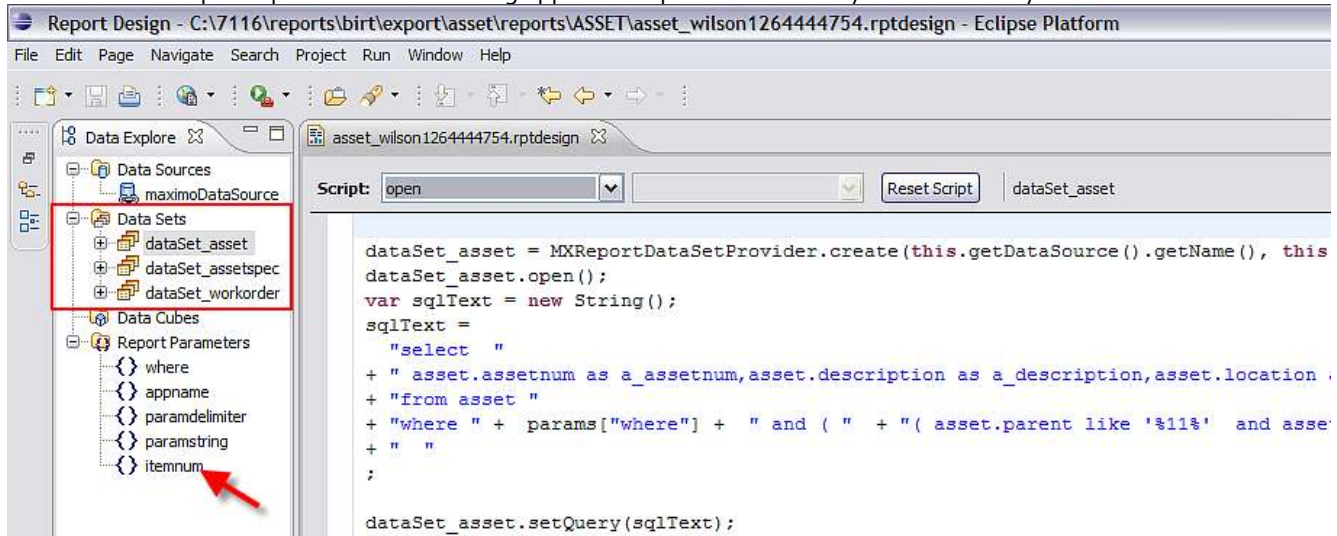 Report Design - C:\7116\reports\birt\export\asset\reports\ASSET\asset_wilson1264444754.rptdesign - Eclipse Platform
File Edit Page Navigate Search Project Run Window Help
Data Explore
asset_wilson1264444754.rptdesign
Data Sources
maximoDataSource
Script: open Reset Script dataSet_asset
Data Sets
dataSet_asset
dataSet_assetspec
dataSet_workorder
Data Cubes
Report Parameters
where
appname
paramdelimiter
paramstring
itemnum
dataSet_asset = MXReportDataSetProvider.create(this.getDataSource().getName(), this
dataSet_asset.open();
var sqlText = new String();
sqlText =
"select "
+ " asset.assetnum as a_assetnum,asset.description as a_description,asset.location
+ "from asset "
+ "where " + params["where"] + " and ( " + "( asset.parent like '%11%' and asse
+ " "
;
dataSet_asset.setQuery(sqlText);